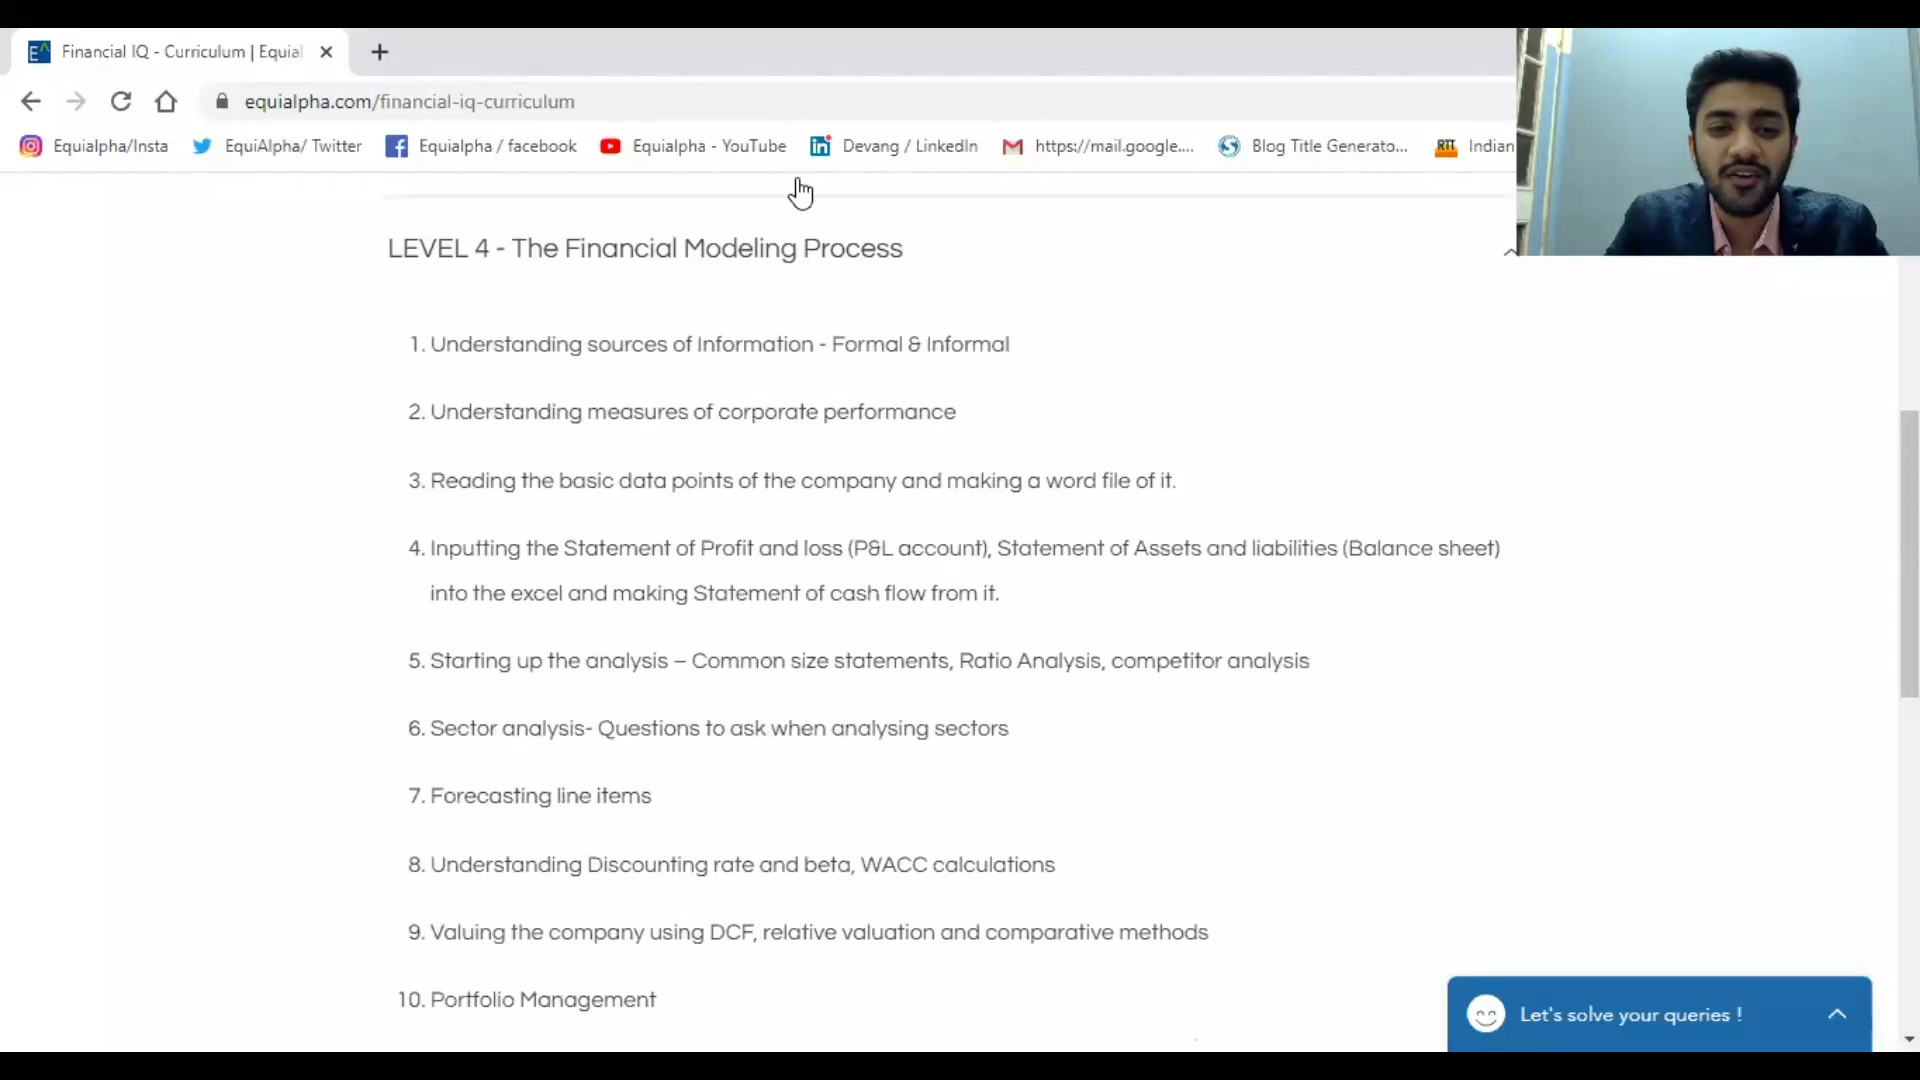 Financial IQ - Curriculum | Equial
equialpha.com/financial-iq-curriculum
Equialpha/Insta
EquiAlpha/ Twitter
Equialpha / facebook
Equialpha - YouTube
Devang / LinkedIn
https://mail.google....
Blog Title Generato...
Indian
LEVEL 4 - The Financial Modeling Process
1. Understanding sources of Information - Formal & Informal
2. Understanding measures of corporate performance
3. Reading the basic data points of the company and making a word file of it.
4. Inputting the Statement of Profit and loss (P&L account), Statement of Assets and liabilities (Balance sheet)
into the excel and making Statement of cash flow from it.
5. Starting up the analysis – Common size statements, Ratio Analysis, competitor analysis
6. Sector analysis- Questions to ask when analysing sectors
7. Forecasting line items
8. Understanding Discounting rate and beta, WACC calculations
9. Valuing the company using DCF, relative valuation and comparative methods
10. Portfolio Management
Let's solve your queries !